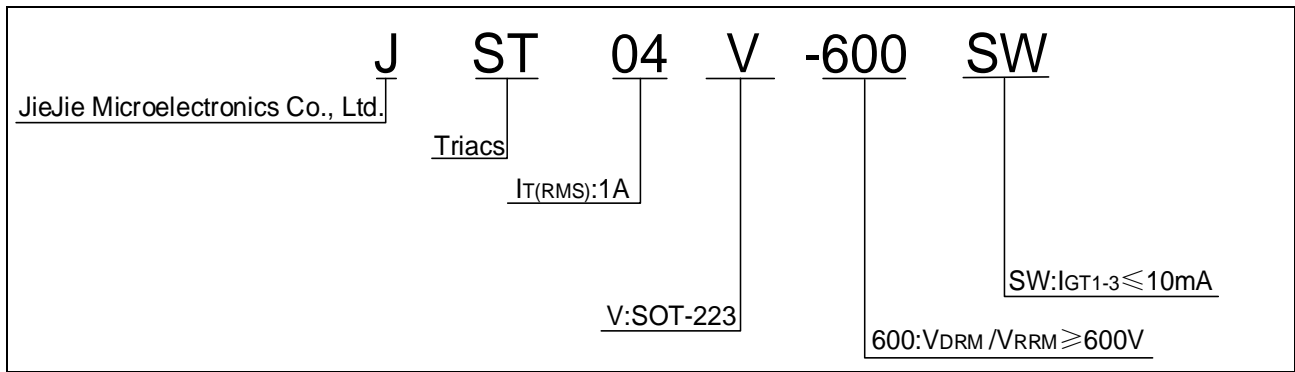 J ST 04 V -600 SW
JieJie Microelectronics Co., Ltd.
Triacs
IT(RMS):1A
SW:IGT1-3≤10mA
V:SOT-223
600:VDRM /VRRM≥600V